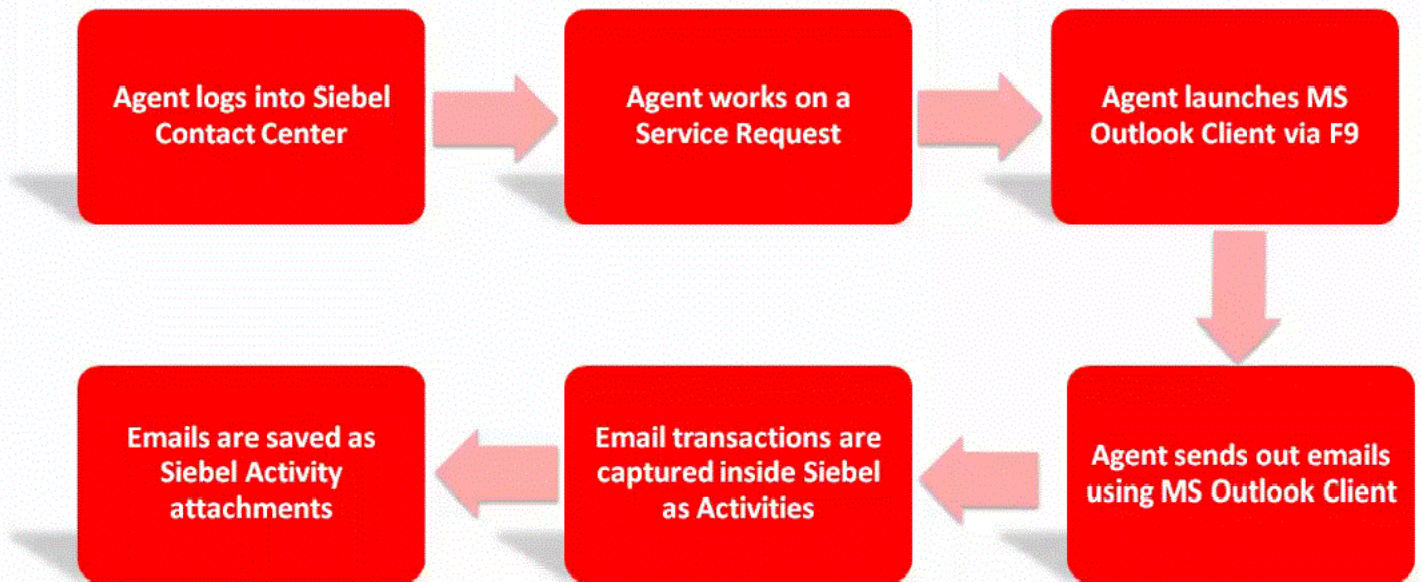 Agent logs into Siebel
Contact Center
Agent works on a
Service Request
Agent launches MS
Outlook Client via F9
Agent sends out emails
using MS Outlook Client
Email transactions are
captured inside Siebel
as Activities
Emails are saved as
Siebel Activity
attachments